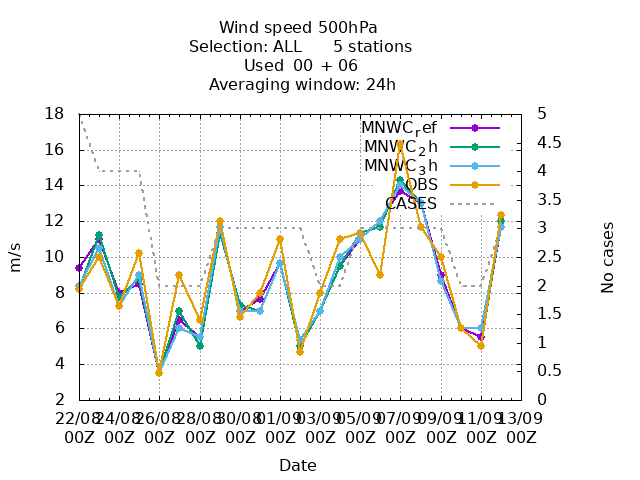 Wind speed 500hPa
Selection: ALL      5 stations
Used  00 + 06
Averaging window: 24h
18
16
14
12
10
8
6
4
2
5
4.5
4
3.5
3
2.5
2
1.5
1
0.5
0
m/s
No cases
MNWC_ref
MNWC_2h
MNWC_3h
OBS
CASES
22/08 24/08 26/08 28/08 30/08 01/09 03/09 05/09 07/09 09/09 11/09 13/09
00Z 00Z 00Z 00Z 00Z 00Z 00Z 00Z 00Z 00Z 00Z 00Z
Date